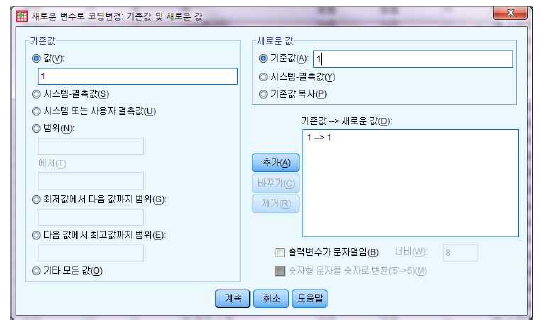 새로운 변수로 코딩변경: 기존값 및 새로운 값
기존값
값(V):
1
시스템-결측값(S)
시스템 또는 사용자 결측값(U)
범위(N):
에서(T)
최저값에서 다음 값까지 범위(G):
다음 값에서 최고값까지 범위(E):
기타 모든 값(O)
새로운 값
기준값(A): 1
시스템-결측값(Y)
기준값 복사(P)
기존값 --> 새로운 값(D):
1 --> 1
추가(A)
바꾸기(C)
제거(R)
출력변수가 문자열임(B) 너비(W): 8
숫자형 문자를 숫자로 변환('5'->5)(M)
계속 취소 도움말